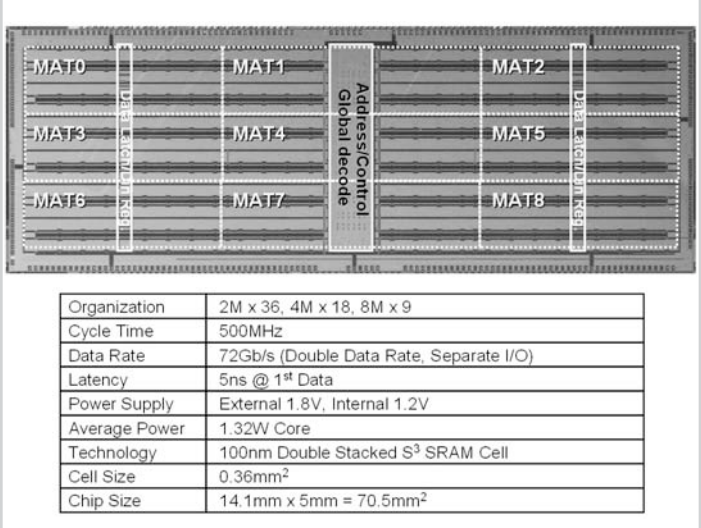 MAT0 MAT1 MAT2
MAT3 MAT4 MAT5
MAT6 MAT7 MAT8
Data Latch/Din Reg
Address/Control
Global decode
Data Latch/Din Reg
Organization 2M x 36, 4M x 18, 8M x 9
Cycle Time 500MHz
Data Rate 72Gb/s (Double Data Rate, Separate I/O)
Latency 5ns @ 1st Data
Power Supply External 1.8V, Internal 1.2V
Average Power 1.32W Core
Technology 100nm Double Stacked S³ SRAM Cell
Cell Size 0.36mm²
Chip Size 14.1mm x 5mm = 70.5mm²